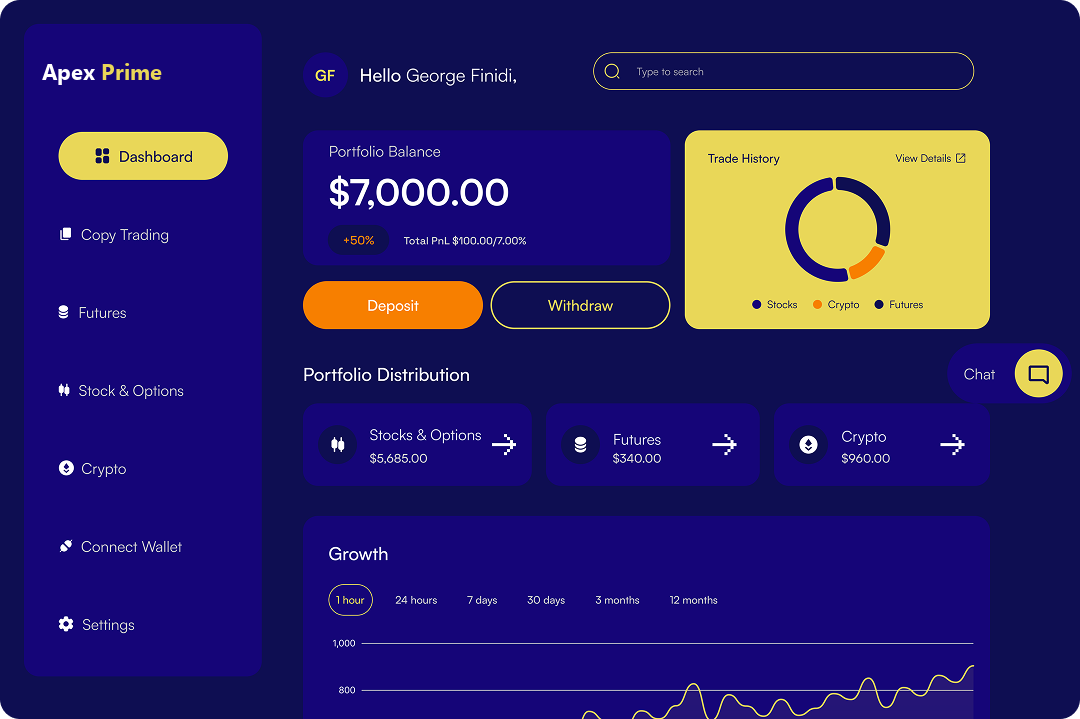 Apex Prime
GF
Hello George Finidi,
Type to search
Dashboard
Copy Trading
Futures
Stock & Options
Crypto
Connect Wallet
Settings
Portfolio Balance
$7,000.00
+50%
Total PnL $100.00/7.00%
Deposit
Withdraw
Trade History
View Details
Stocks
Crypto
Futures
Chat
Portfolio Distribution
Stocks & Options
$5,685.00
Futures
$340.00
Crypto
$960.00
Growth
1 hour
24 hours
7 days
30 days
3 months
12 months
1,000
800